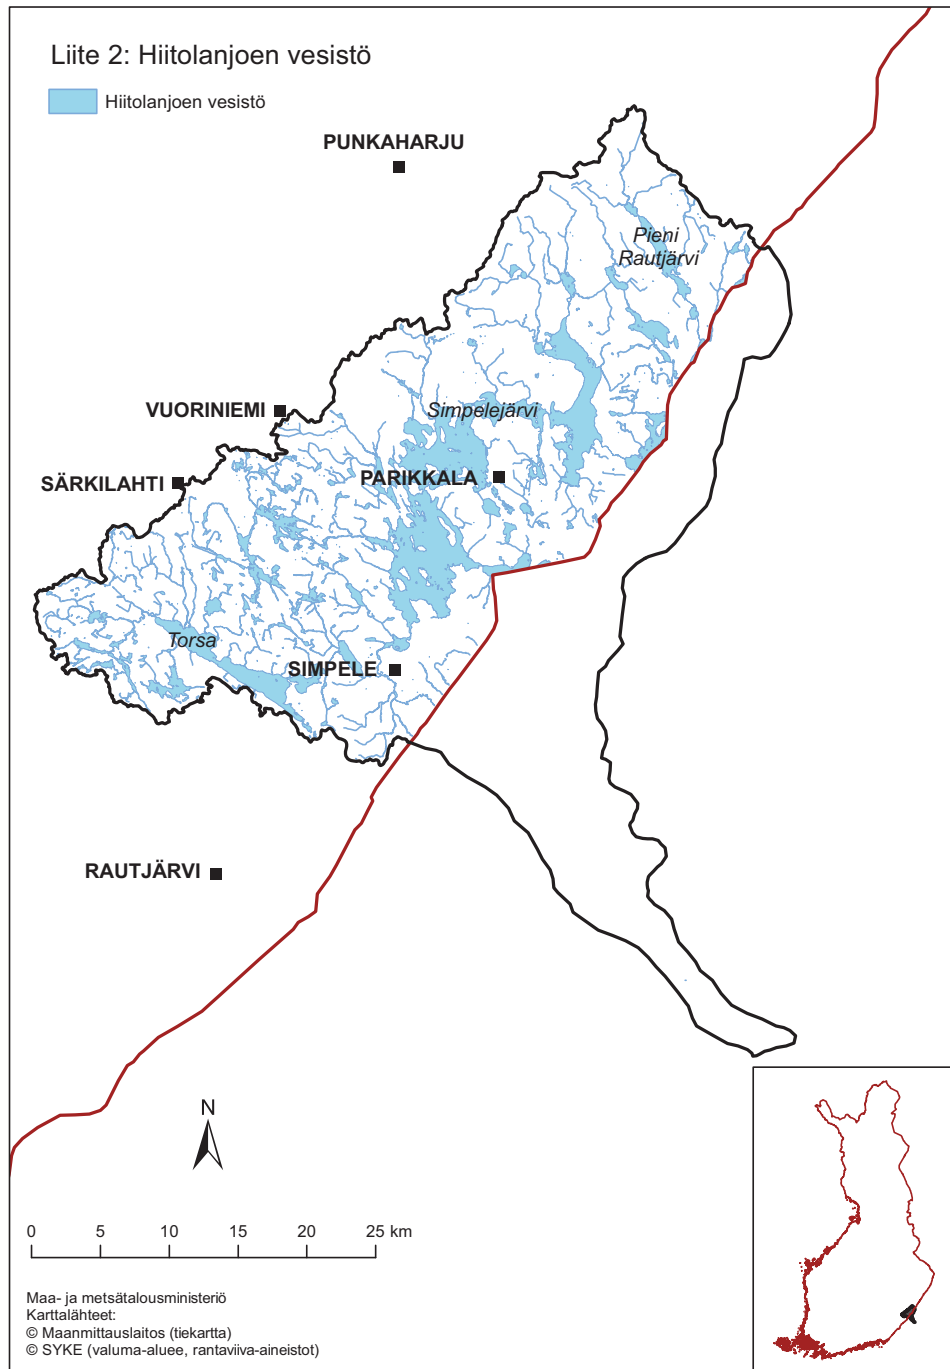 Liite 2: Hiitolanjoen vesistö
Hiitolanjoen vesistö
PUNKAHARJU
Pieni
Rautjärvi
VUORINIEMI
Simpelejärvi
SÄRKILAHTI
PARIKKALA
Torsa
SIMPELE
RAUTJÄRVI
N
0 5 10 15 20 25 km
Maa- ja metsätalousministeriö
Karttalähteet:
© Maanmittauslaitos (tiekartta)
© SYKE (valuma-aluee, rantaviiva-aineistot)